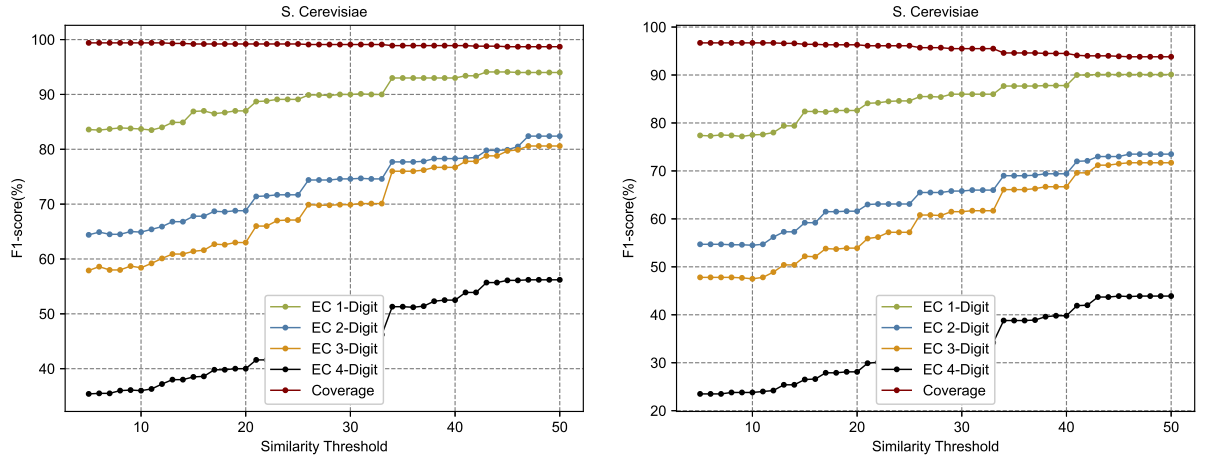 S. Cerevisiae
F1-score(%)
100
90
80
70
60
50
40
EC 1-Digit
EC 2-Digit
EC 3-Digit
EC 4-Digit
Coverage
10
20
30
40
50
Similarity Threshold
S. Cerevisiae
F1-score(%)
100
90
80
70
60
50
40
30
20
EC 1-Digit
EC 2-Digit
EC 3-Digit
EC 4-Digit
Coverage
10
20
30
40
50
Similarity Threshold